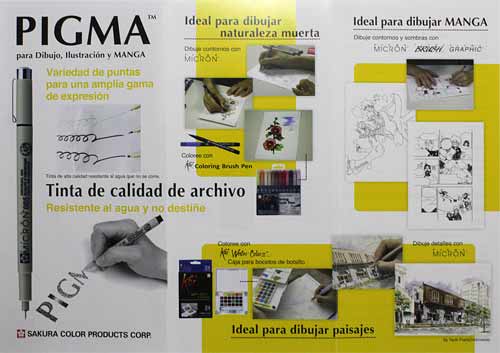 PIGMA™
para Dibujo, Ilustración y MANGA
Variedad de puntas
para una amplia gama
de expresión
Tinta de alta calidad resistente al agua que no se corre.
Tinta de calidad de archivo
Resistente al agua y no destiñe
MICRON
PIGM
SAKURA COLOR PRODUCTS CORP.
Ideal para dibujar
naturaleza muerta
Dibuje contornos con
MICRON
Coloree con
Koi Coloring Brush Pen
Ideal para dibujar MANGA
Dibuje contornos y sombras con
MICRON BRUSH GRAPHIC
Coloree con
Koi Water Colors
Caja para bocetos de bolsillo
Dibuje detalles con
MICRON
Ideal para dibujar paisajes